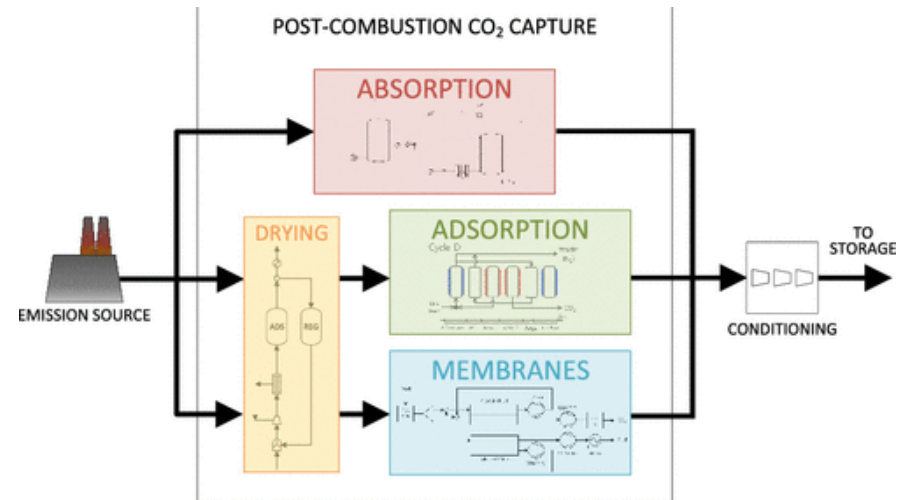 POST-COMBUSTION CO₂ CAPTURE
ABSORPTION
DRYING
ADS
REG
ADSORPTION
Cycle D
MEMBRANES
EMISSION SOURCE
CONDITIONING
TO
STORAGE